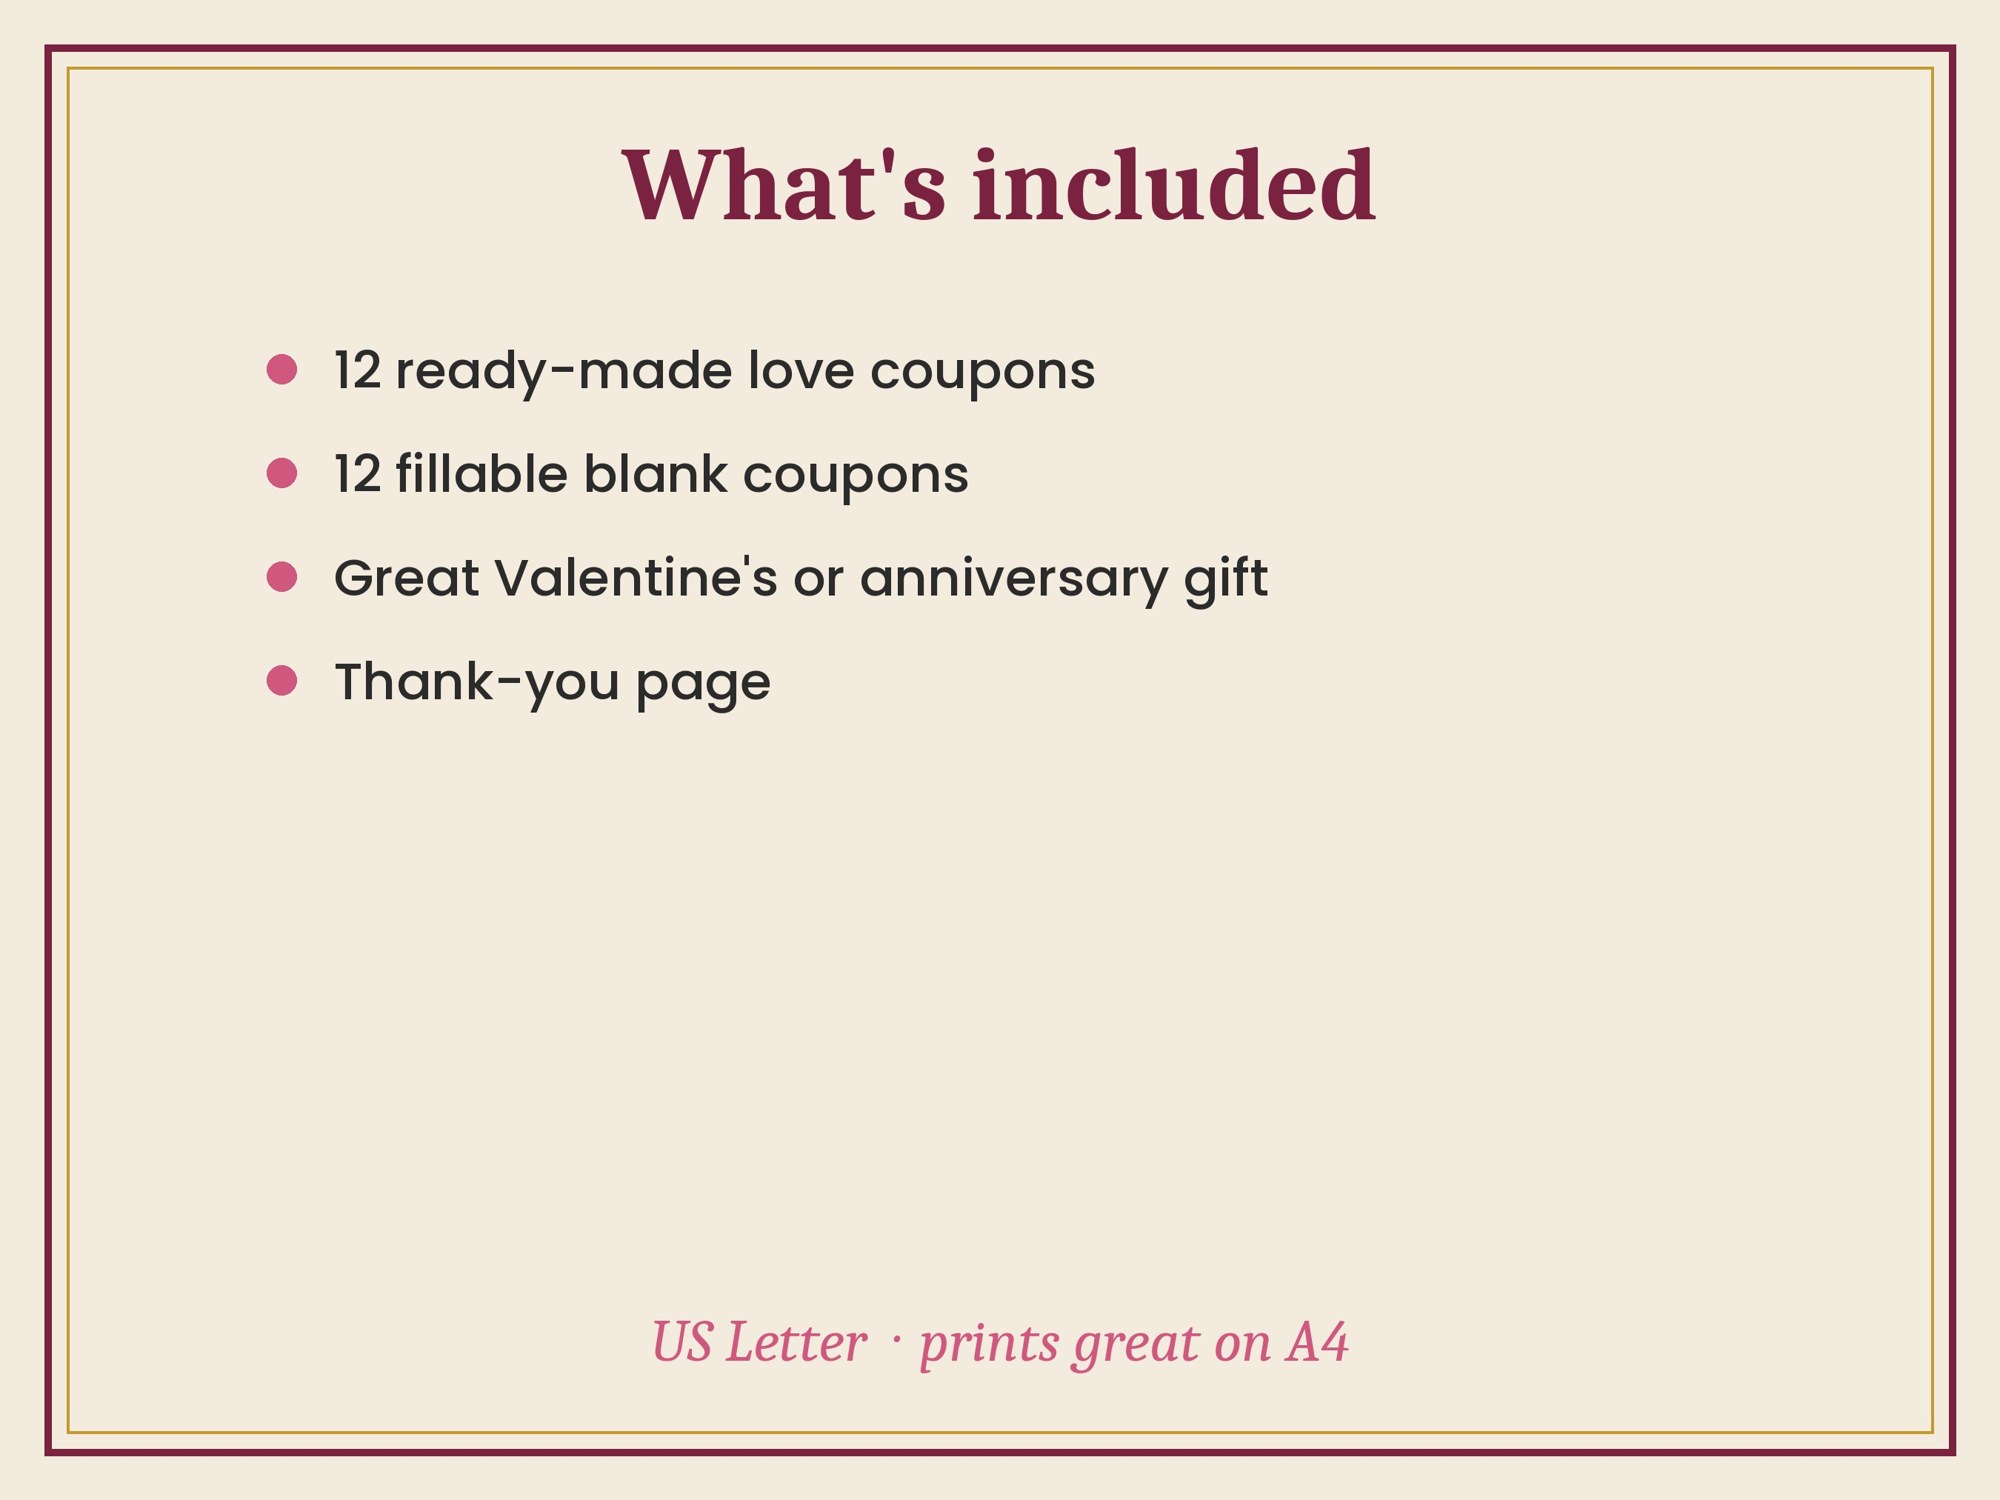 What's included
12 ready-made love coupons
12 fillable blank coupons
Great Valentine's or anniversary gift
Thank-you page
US Letter · prints great on A4